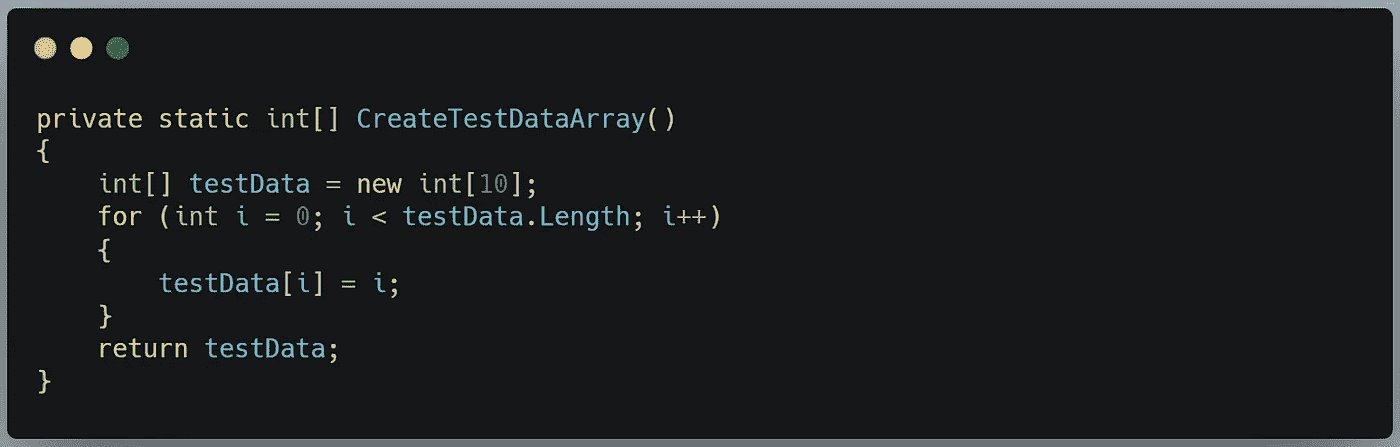 private static int[] CreateTestDataArray()
{
    int[] testData = new int[10];
    for (int i = 0; i < testData.Length; i++)
    {
        testData[i] = i;
    }
    return testData;
}